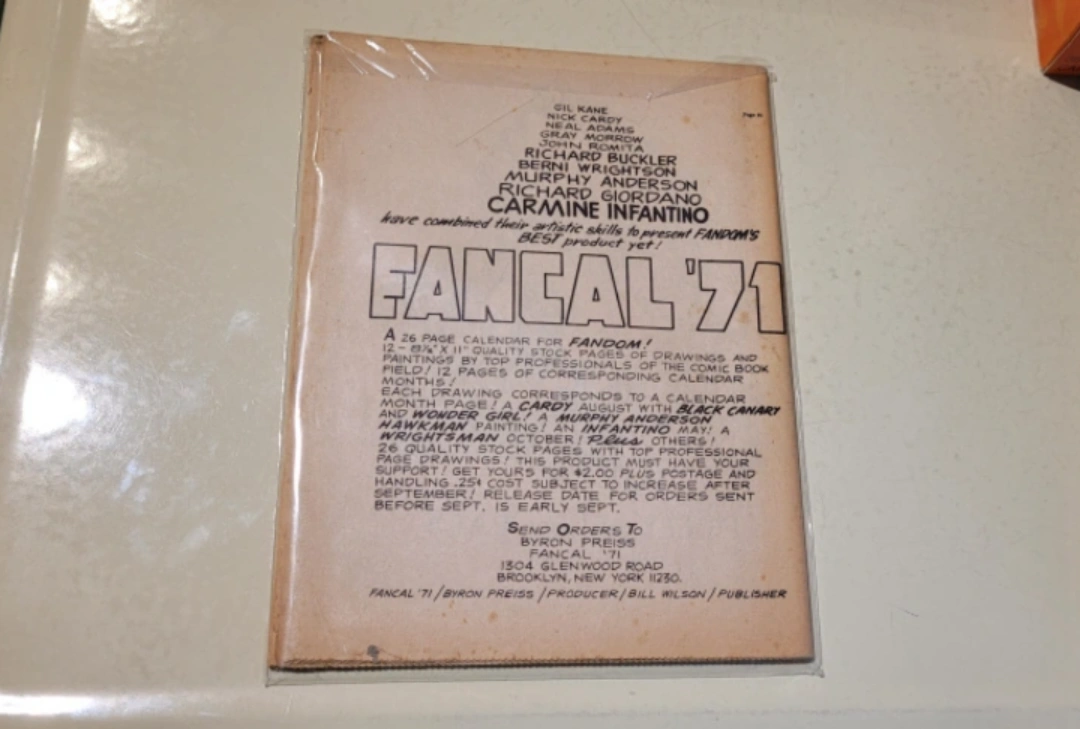 GIL KANE
NICK CARDY
NEAL ADAMS
GRAY MORROW
JOHN ROMITA
RICHARD BUCKLER
BERNI WRIGHTSON
MURPHY ANDERSON
RICHARD GIORDANO
CARMINE INFANTINO
have combined their artistic skills to present FANDOM'S
BEST product yet!
FANCAL '71
A 26 PAGE CALENDAR FOR FANDOM!
12 - 8⅞" X 11" QUALITY STOCK PAGES OF DRAWINGS AND
PAINTINGS BY TOP PROFESSIONALS OF THE COMIC BOOK
FIELD! 12 PAGES OF CORRESPONDING CALENDAR
MONTHS!
EACH DRAWING CORRESPONDS TO A CALENDAR
MONTH PAGE! A CARDY AUGUST WITH BLACK CANARY
AND WONDER GIRL! A MURPHY ANDERSON
HAWKMAN PAINTING! AN INFANTINO MAY! A
WRIGHTSMAN OCTOBER! Plus OTHERS!
26 QUALITY STOCK PAGES WITH TOP PROFESSIONAL
PAGE DRAWINGS! THIS PRODUCT MUST HAVE YOUR
SUPPORT! GET YOURS FOR $2.00 PLUS POSTAGE AND
HANDLING .25¢ COST SUBJECT TO INCREASE AFTER
SEPTEMBER! RELEASE DATE FOR ORDERS SENT
BEFORE SEPT. IS EARLY SEPT.
SEND ORDERS TO
BYRON PREISS
FANCAL '71
1304 GLENWOOD ROAD
BROOKLYN, NEW YORK 11230.
FANCAL '71/BYRON PREISS/PRODUCER/BILL WILSON/PUBLISHER